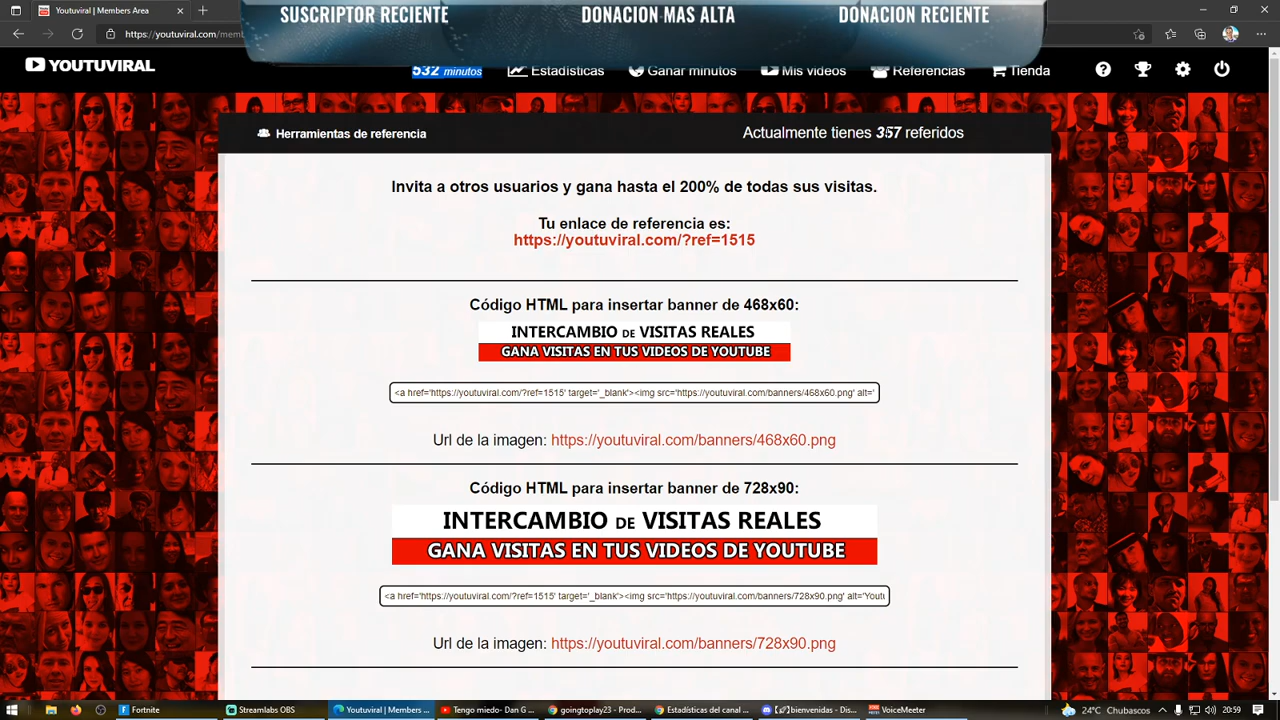 Youtuviral | Members Area
https://youtuviral.com/mem
SUSCRIPTOR RECIENTE
DONACION MAS ALTA
DONACION RECIENTE
YOUTUVIRAL
532 minutos
Estadísticas
Ganar minutos
Mis videos
Referencias
Tienda
Herramientas de referencia
Actualmente tienes 357 referidos
Invita a otros usuarios y gana hasta el 200% de todas sus visitas.
Tu enlace de referencia es:
https://youtuviral.com/?ref=1515
Código HTML para insertar banner de 468x60:
INTERCAMBIO DE VISITAS REALES
GANA VISITAS EN TUS VIDEOS DE YOUTUBE
<a href='https://youtuviral.com/?ref=1515' target='_blank'><img src='https://youtuviral.com/banners/468x60.png' alt='
Url de la imagen: https://youtuviral.com/banners/468x60.png
Código HTML para insertar banner de 728x90:
INTERCAMBIO DE VISITAS REALES
GANA VISITAS EN TUS VIDEOS DE YOUTUBE
<a href='https://youtuviral.com/?ref=1515' target='_blank'><img src='https://youtuviral.com/banners/728x90.png' alt='Youtu
Url de la imagen: https://youtuviral.com/banners/728x90.png
Fortnite
Streamlabs OBS
Youtuviral | Members ...
Tengo miedo- Dan G ...
goingtoplay23 - Prod...
Estadísticas del canal ...
bienvenidas - Dis...
VoiceMeeter
24°C Chubascos
20:59